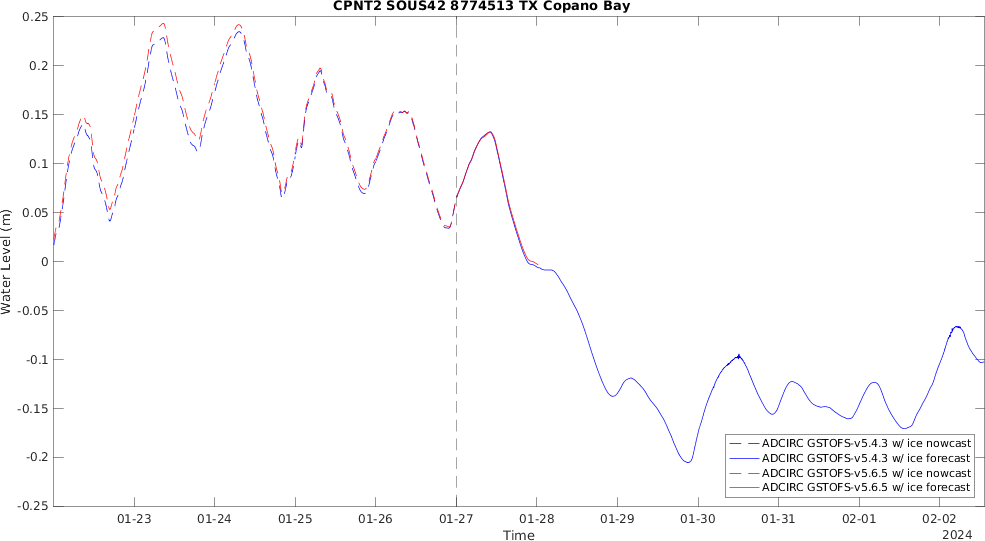 CPNT2 SOUS42 8774513 TX Copano Bay
0.25
0.2
0.15
0.1
0.05
0
-0.05
-0.1
-0.15
-0.2
-0.25
Water Level (m)
ADCIRC GSTOFS-v5.4.3 w/ ice nowcast
ADCIRC GSTOFS-v5.4.3 w/ ice forecast
ADCIRC GSTOFS-v5.6.5 w/ ice nowcast
ADCIRC GSTOFS-v5.6.5 w/ ice forecast
01-23 01-24 01-25 01-26 01-27 01-28 01-29 01-30 01-31 02-01 02-02
Time
2024